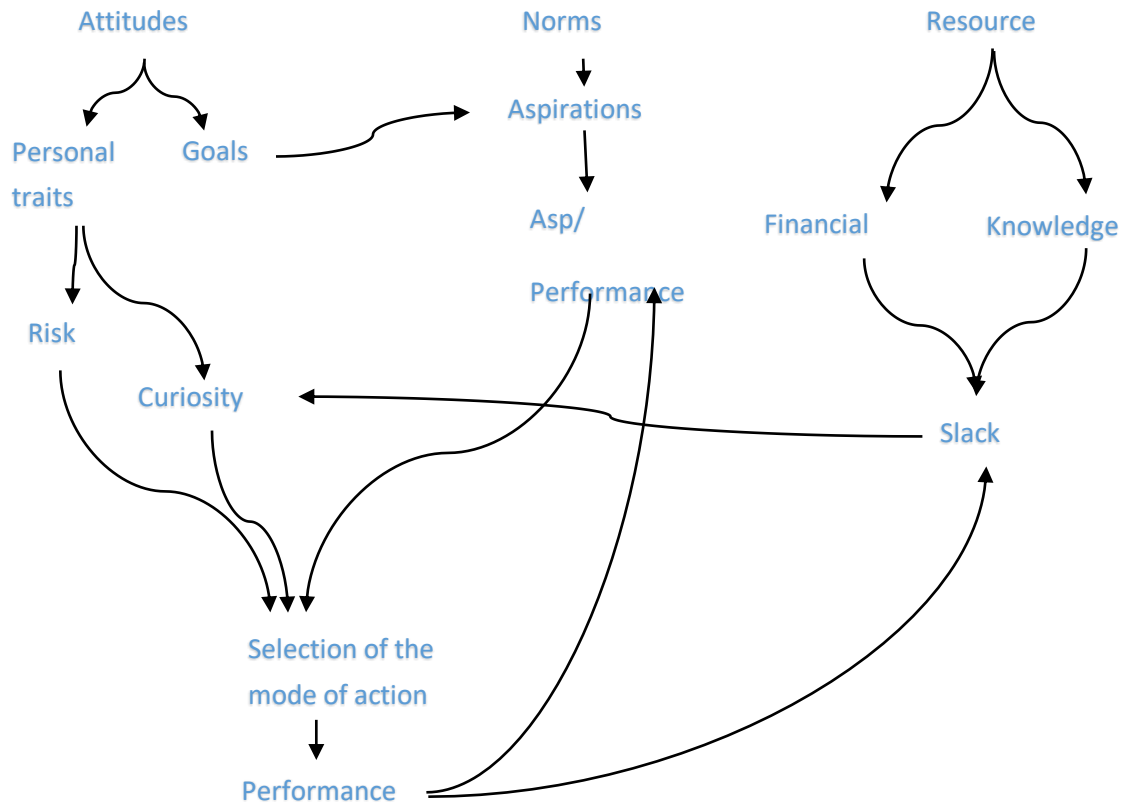 Attitudes
Norms
Resource
Aspirations
Personal
traits
Goals
Asp/
Performance
Financial
Knowledge
Risk
Curiosity
Slack
Selection of the
mode of action
Performance